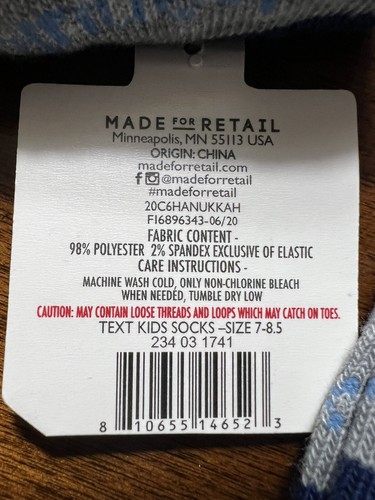 MADE FOR RETAIL
Minneapolis, MN 55113 USA
ORIGIN: CHINA
madeforretail.com
@madeforretail
#madeforretail
20C6HANUKKAH
FI6896343-06/20
FABRIC CONTENT -
98% POLYESTER 2% SPANDEX EXCLUSIVE OF ELASTIC
CARE INSTRUCTIONS -
MACHINE WASH COLD, ONLY NON-CHLORINE BLEACH
WHEN NEEDED, TUMBLE DRY LOW
CAUTION: MAY CONTAIN LOOSE THREADS AND LOOPS WHICH MAY CATCH ON TOES.
TEXT KIDS SOCKS –SIZE 7-8.5
234 03 1741
8 10655 14652 3